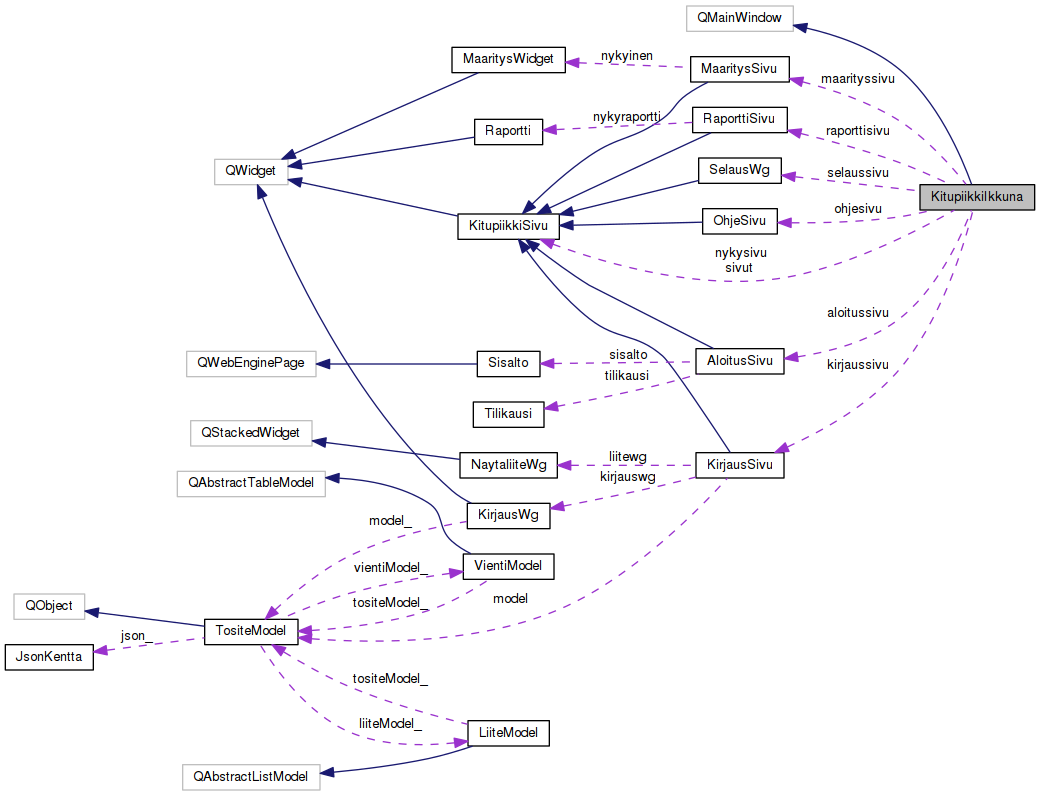 QMainWindow
MaaritysWidget
nykyinen
MaaritysSivu
maarityssivu
Raportti
nykyraportti
RaporttiSivu
raporttisivu
QWidget
SelausWg
selaussivu
KitupiikkiIkkuna
KitupiikkiSivu
OhjeSivu
ohjesivu
nykysivu
sivut
aloitussivu
QWebEnginePage
Sisalto
sisalto
tilikausi
AloitusSivu
kirjaussivu
Tilikausi
QStackedWidget
NaytaliiteWg
liitewg
kirjauswg
KirjausSivu
QAbstractTableModel
KirjausWg
model_
vientiModel_
VientiModel
tositeModel_
model
QObject
TositeModel
json_
JsonKentta
tositeModel_
liiteModel_
LiiteModel
QAbstractListModel